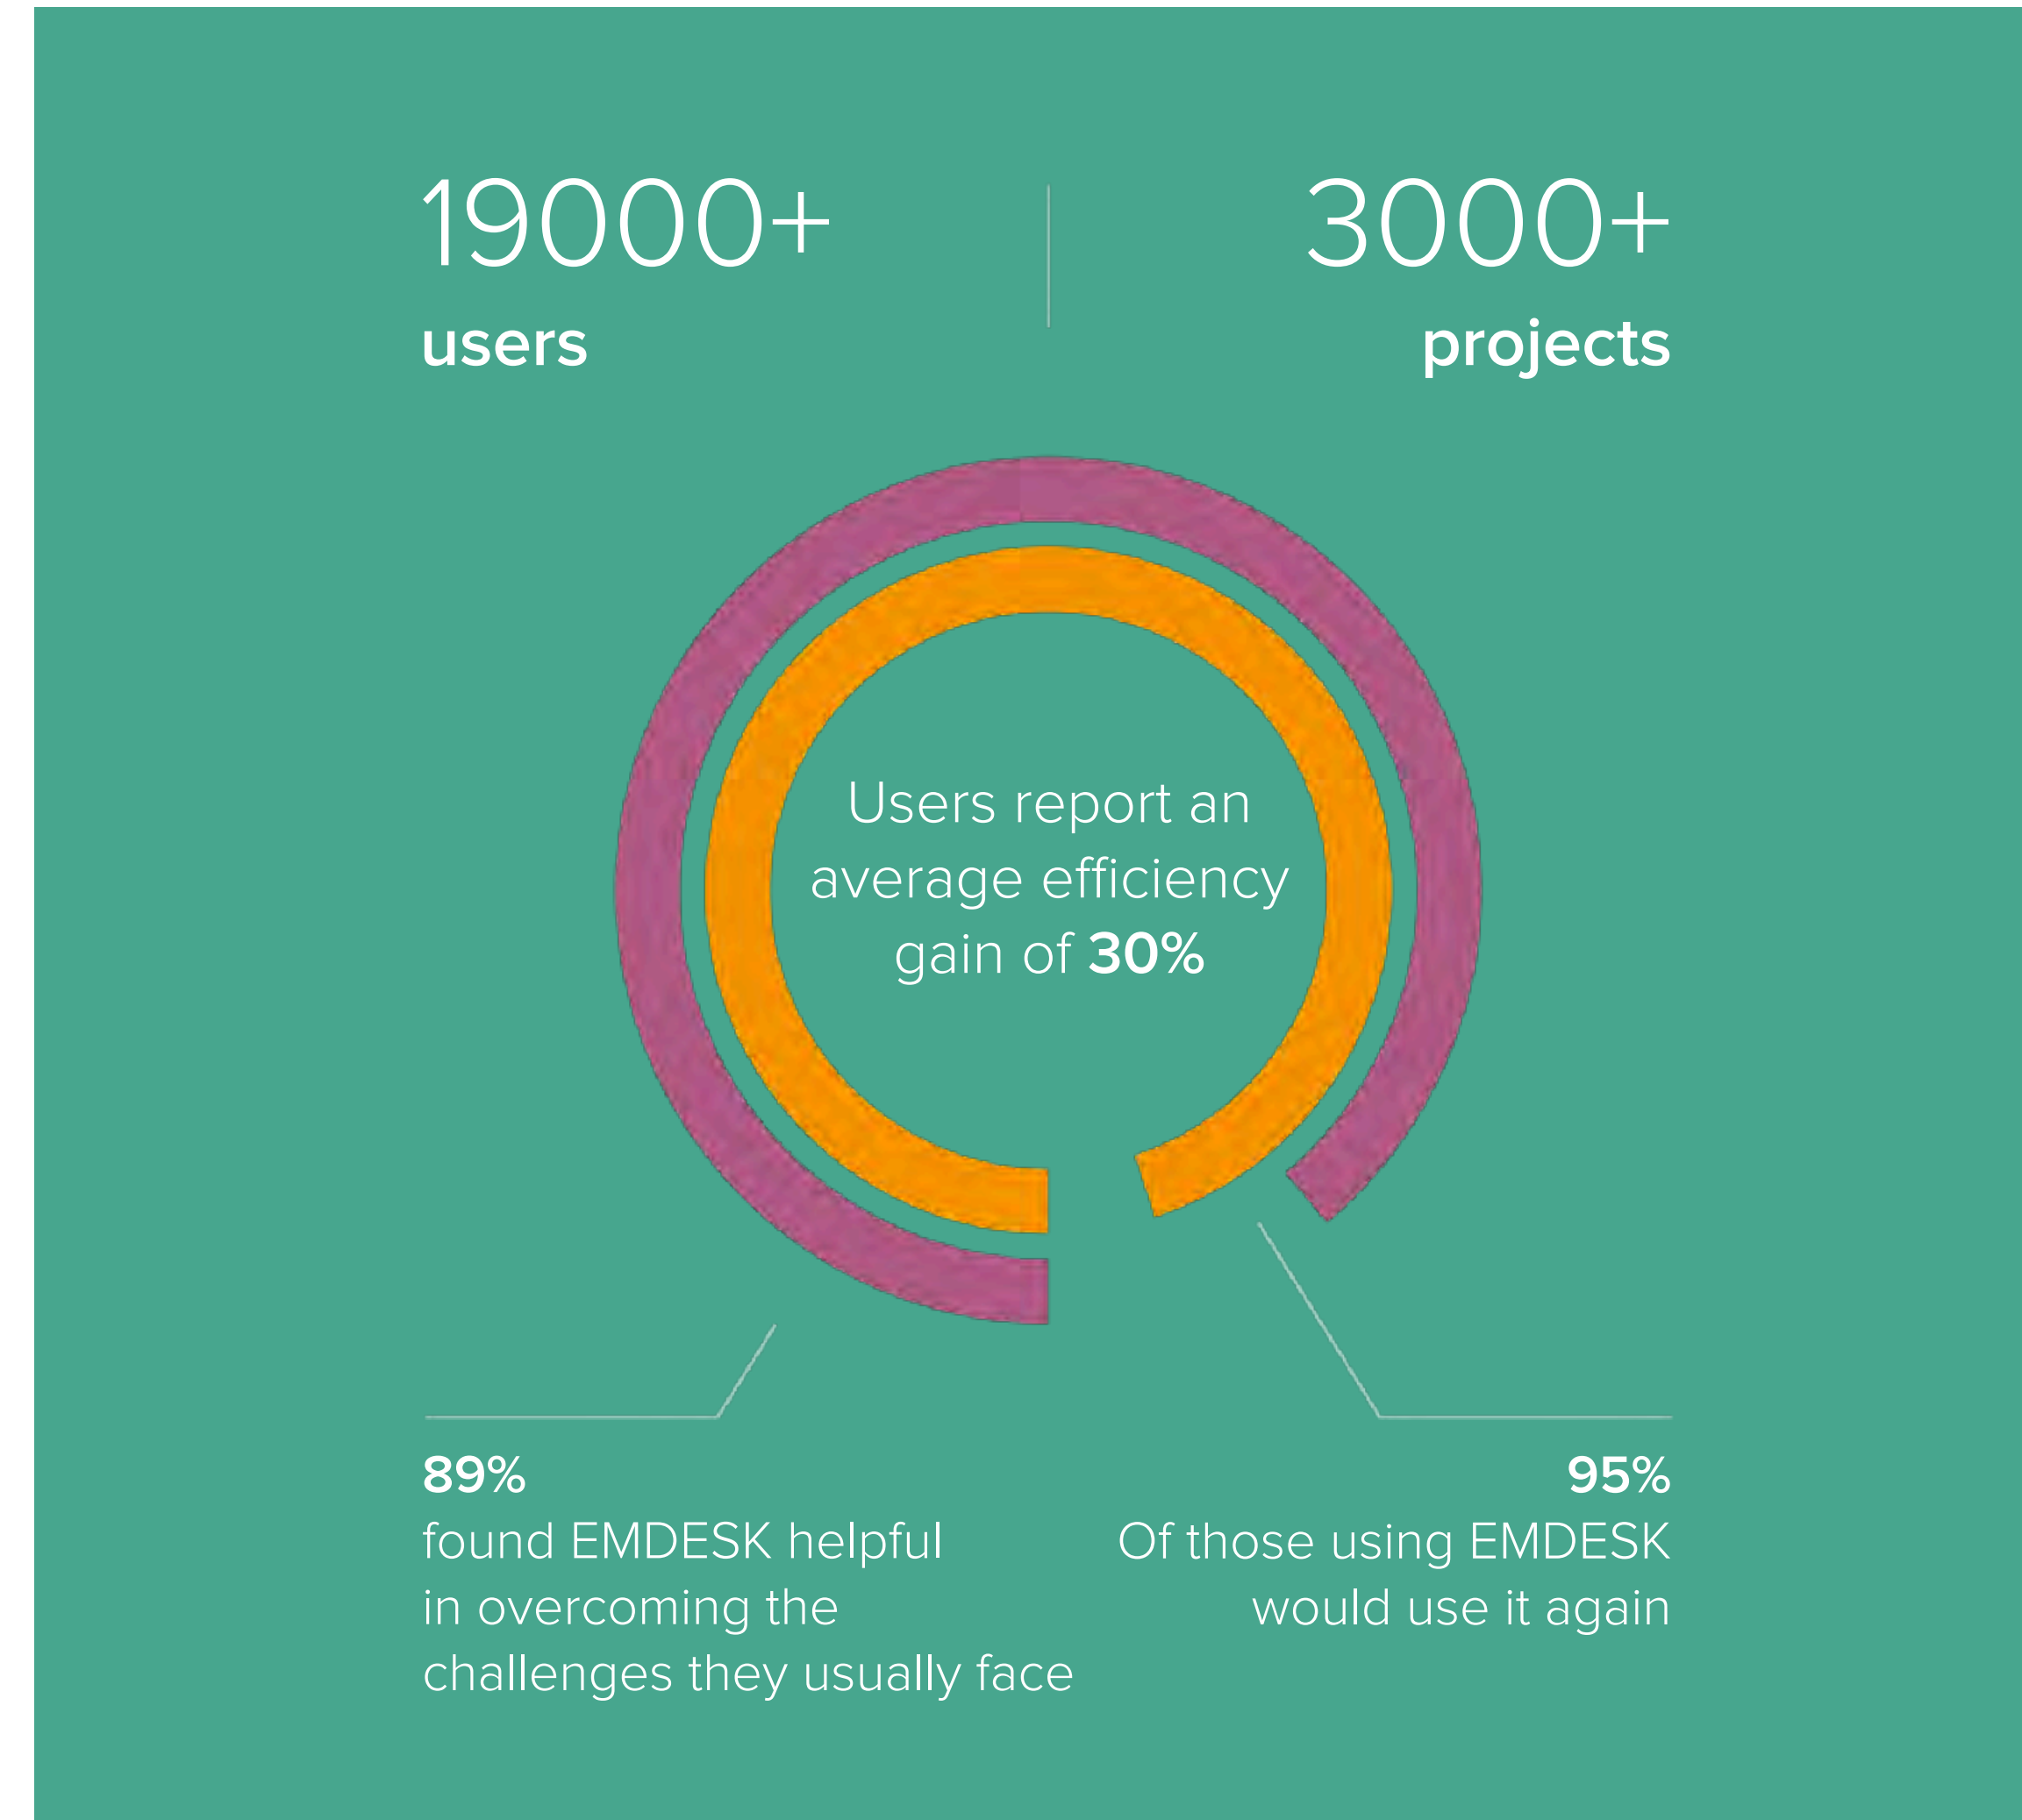 19000+
users
3000+
projects
Users report an
average efficiency
gain of 30%
89%
found EMDESK helpful
in overcoming the
challenges they usually face
95%
Of those using EMDESK
would use it again